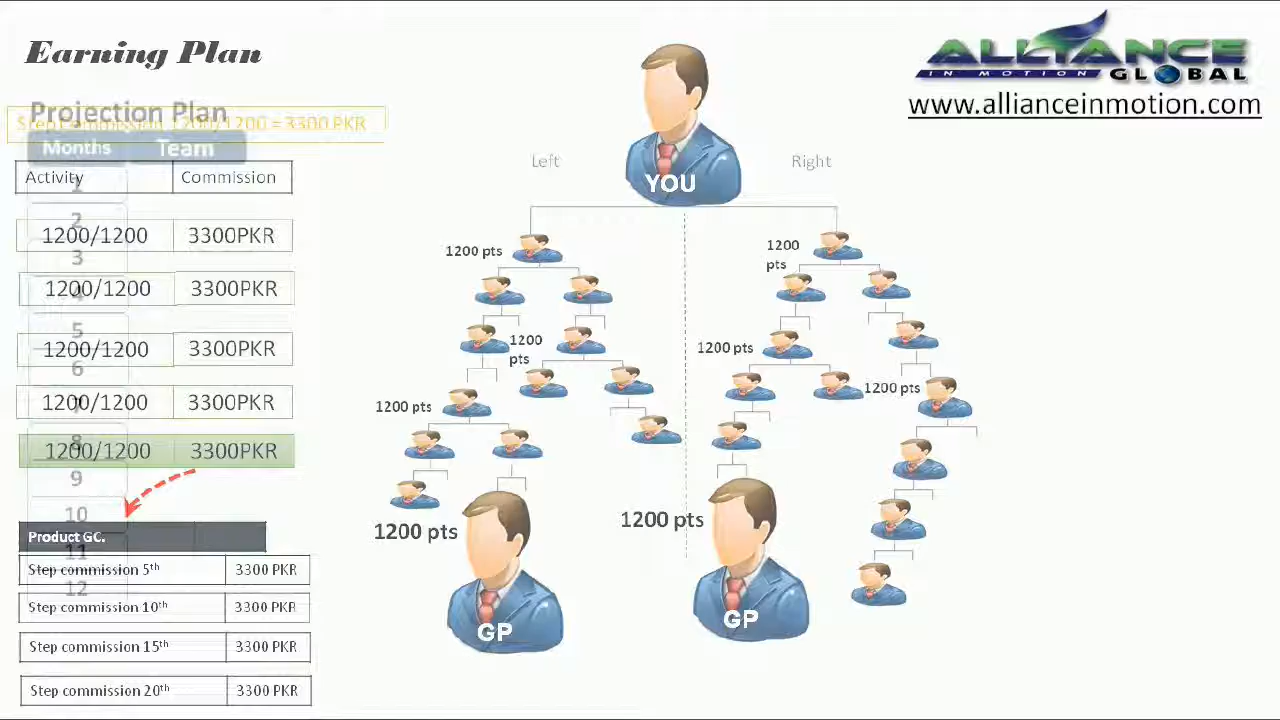 Earning Plan
ALLIANCE
IN MOTION GLOBAL
www.allianceinmotion.com
Projection Plan
Step Commission 1200/1200 = 3300 PKR
Months Team
Activity Commission
1
2
1200/1200 3300PKR
3
4
1200/1200 3300PKR
5
1200/1200 3300PKR
6
7
1200/1200 3300PKR
8
1200/1200 3300PKR
9
10
Product GC.
11
Step commission 5th 3300 PKR
12
Step commission 10th 3300 PKR
Step commission 15th 3300 PKR
Step commission 20th 3300 PKR
Left Right
YOU
1200 pts
1200
pts
1200
pts
1200 pts
1200 pts
1200 pts
1200 pts
1200 pts
GP
GP